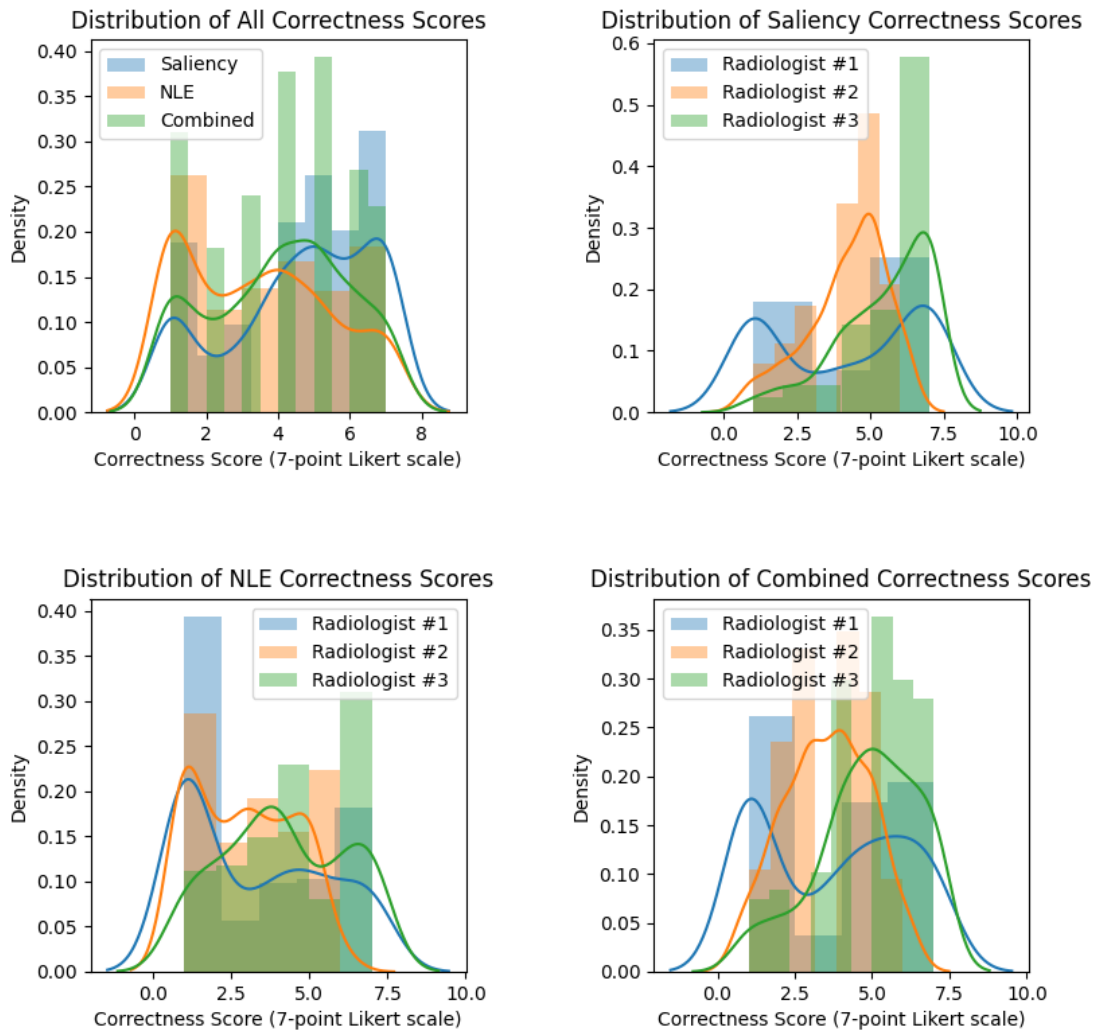 Distribution of All Correctness Scores
0.40
0.35
0.30
0.25
0.20
0.15
0.10
0.05
0.00
Density
Saliency
NLE
Combined
0 2 4 6 8
Correctness Score (7-point Likert scale)
Distribution of Saliency Correctness Scores
0.6
0.5
0.4
0.3
0.2
0.1
0.0
Density
Radiologist #1
Radiologist #2
Radiologist #3
0.0 2.5 5.0 7.5 10.0
Correctness Score (7-point Likert scale)
Distribution of NLE Correctness Scores
0.40
0.35
0.30
0.25
0.20
0.15
0.10
0.05
0.00
Density
Radiologist #1
Radiologist #2
Radiologist #3
0.0 2.5 5.0 7.5 10.0
Correctness Score (7-point Likert scale)
Distribution of Combined Correctness Scores
0.35
0.30
0.25
0.20
0.15
0.10
0.05
0.00
Density
Radiologist #1
Radiologist #2
Radiologist #3
0.0 2.5 5.0 7.5 10.0
Correctness Score (7-point Likert scale)